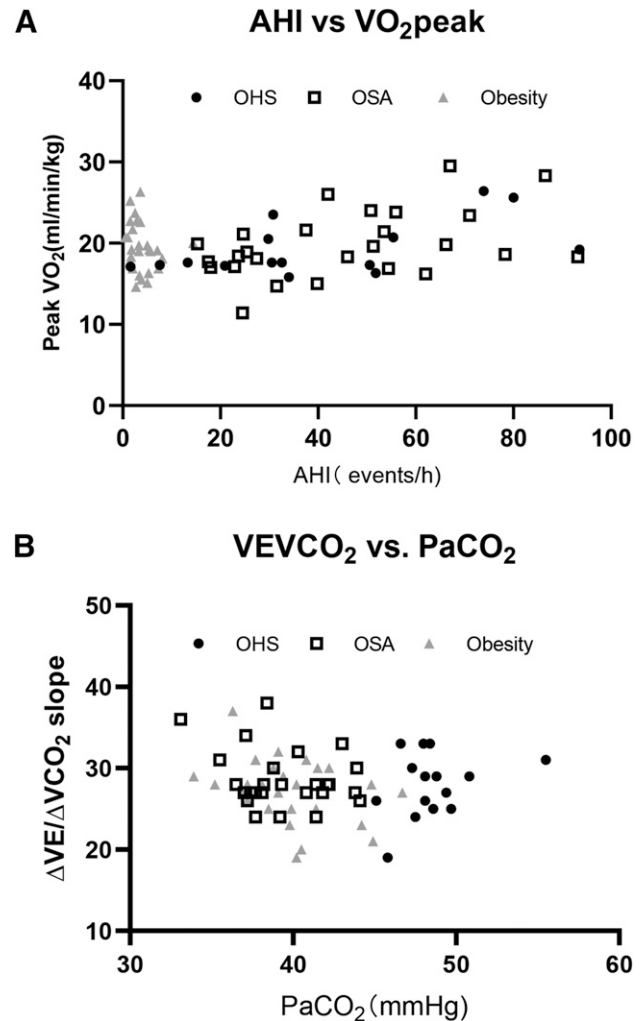 A
AHI vs VO₂peak
OHS OSA Obesity
Peak VO₂(ml/min/kg)
40
30
20
10
0
0 20 40 60 80 100
AHI( events/h)
B
VEVCO₂ vs. PaCO₂
OHS OSA Obesity
ΔVE/ΔVCO₂ slope
50
40
30
20
10
30 40 50 60
PaCO₂(mmHg)